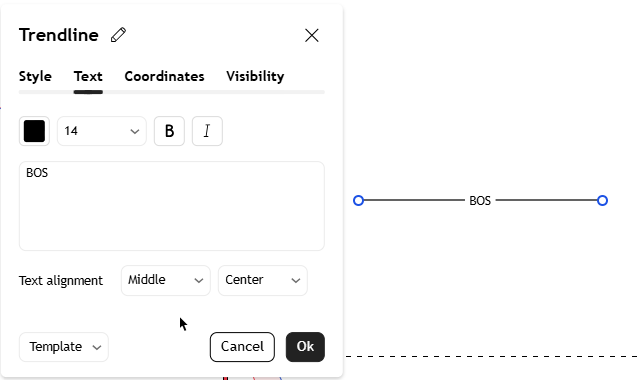 Trendline
Style Text Coordinates Visibility
14 B I
BOS
BOS
Text alignment Middle Center
Template Cancel Ok